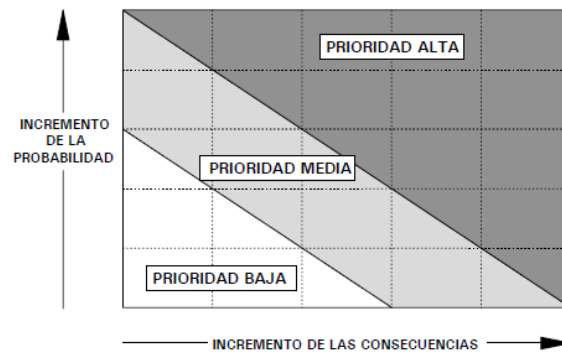 PRIORIDAD ALTA
INCREMENTO
DE LA
PROBABILIDAD
PRIORIDAD MEDIA
PRIORIDAD BAJA
INCREMENTO DE LAS CONSECUENCIAS